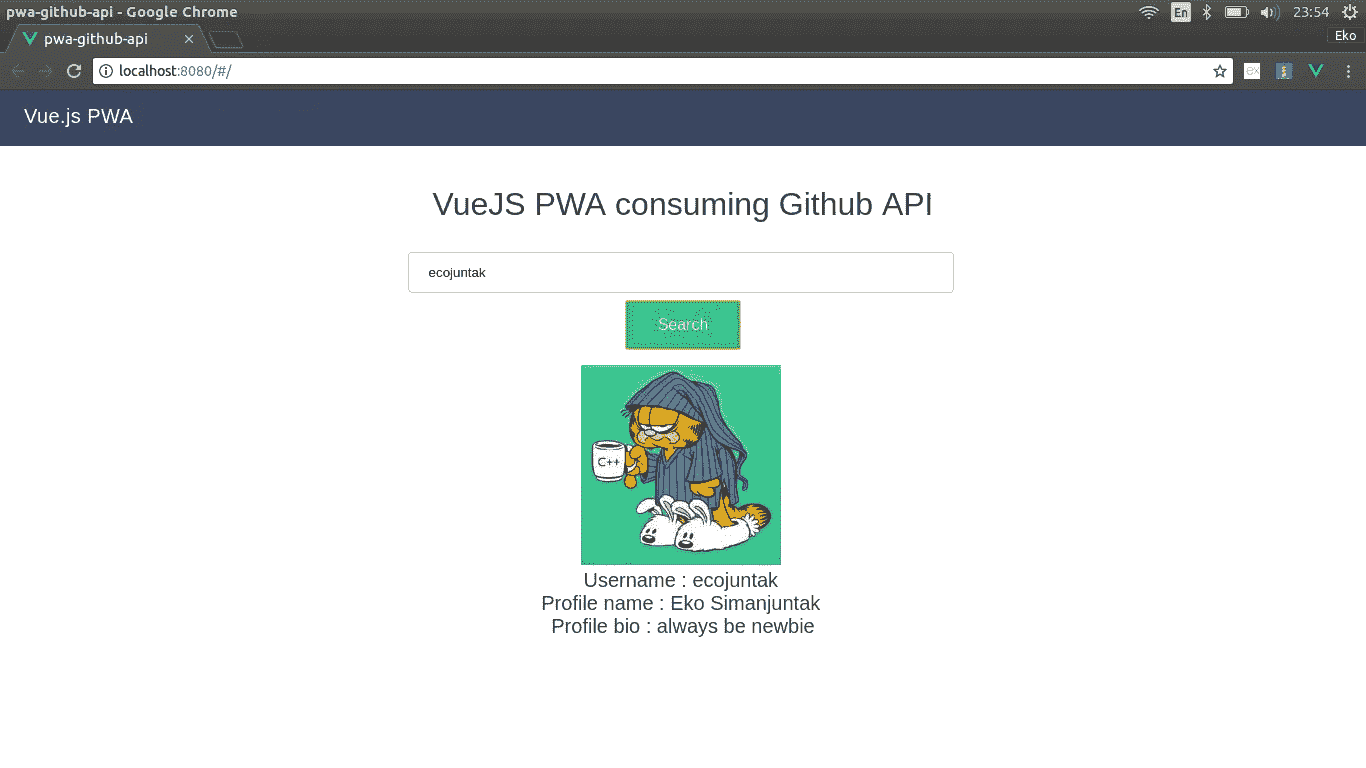 pwa-github-api - Google Chrome
En
23:54
pwa-github-api
Eko
localhost:8080/#/
ex
Vue.js PWA
VueJS PWA consuming Github API
ecojuntak
Search
C++
Username : ecojuntak
Profile name : Eko Simanjuntak
Profile bio : always be newbie